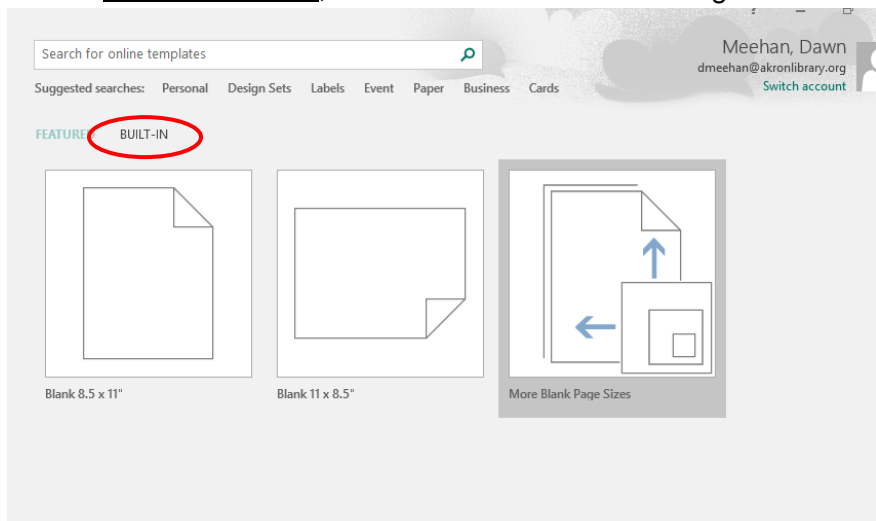 Search for online templates
Meehan, Dawn
dmeehan@akronlibrary.org
Switch account
Suggested searches: Personal Design Sets Labels Event Paper Business Cards
BUILT-IN
Blank 8.5 x 11"
Blank 11 x 8.5"
More Blank Page Sizes